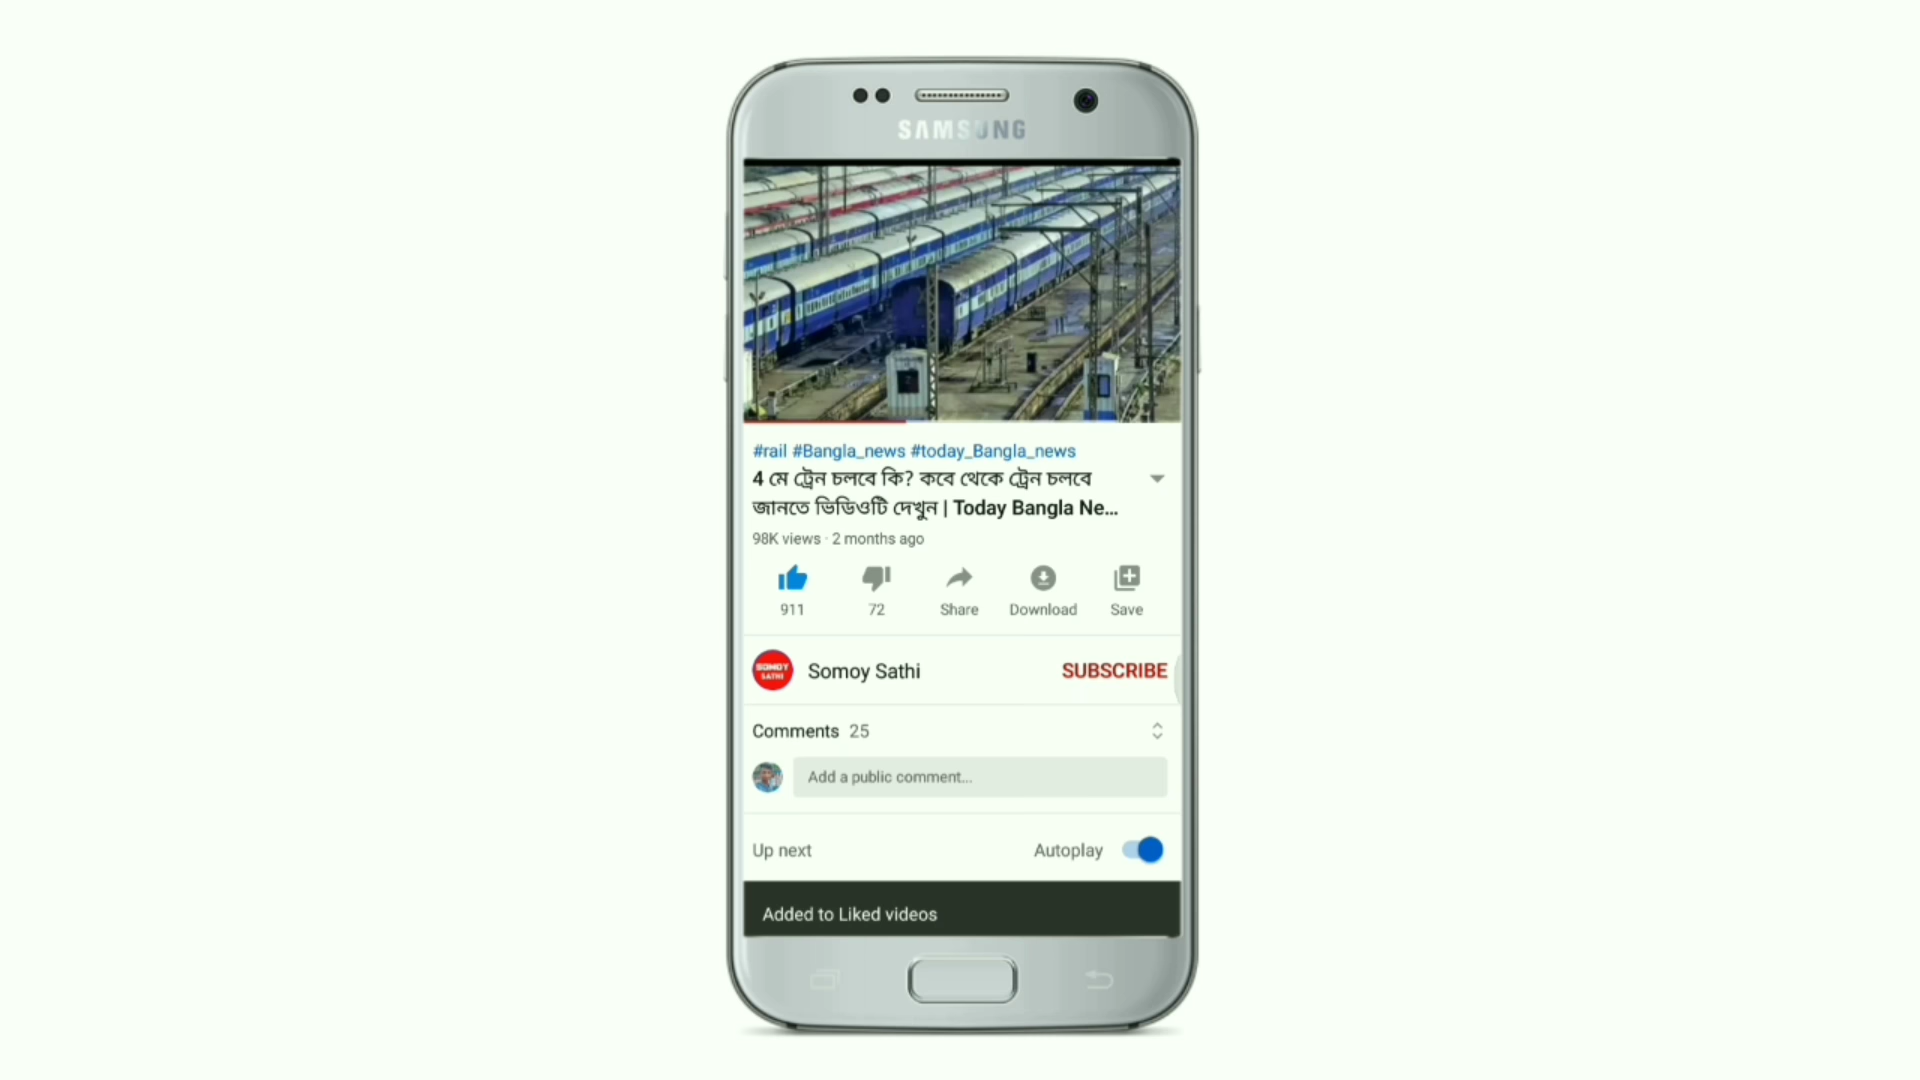 SAMSUNG
#rail #Bangla_news #today_Bangla_news
4 মে ট্রেন চলবে কি? কবে থেকে ট্রেন চলবে
জানতে ভিডিওটি দেখুন | Today Bangla Ne...
98K views · 2 months ago
911 72 Share Download Save
SOMOY
SATHI
Somoy Sathi SUBSCRIBE
Comments 25
Add a public comment...
Up next Autoplay
Added to Liked videos